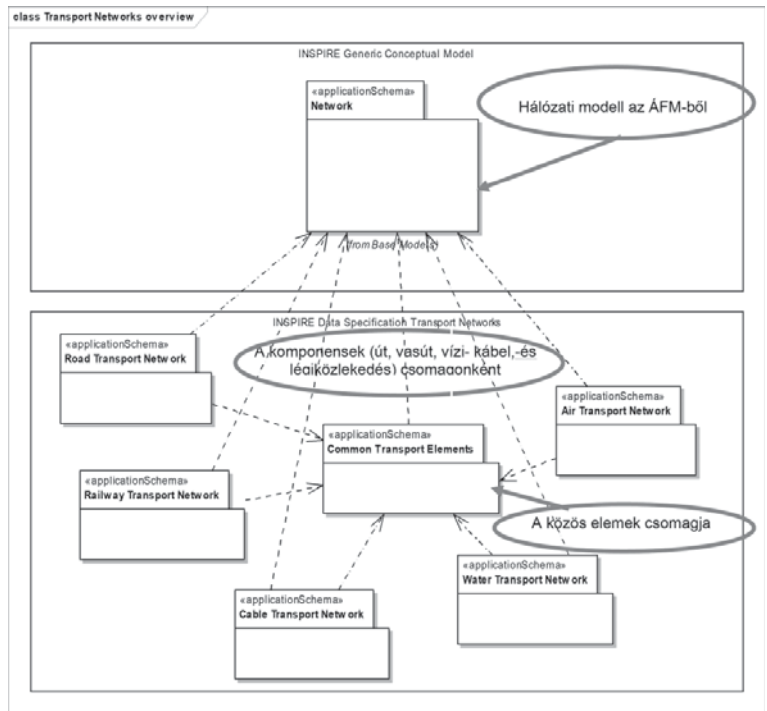 class Transport Networks overview
INSPIRE Generic Conceptual Model
«applicationSchema»
Network
Hálózati modell az ÁFM-ből
(from Base Models)
INSPIRE Data Specification Transport Networks
«applicationSchema»
Road Transport Network
A komponensek (út, vasút, vízi- kábel,-és
légiközlekedés) csomagonként
«applicationSchema»
Air Transport Network
«applicationSchema»
Common Transport Elements
«applicationSchema»
Railway Transport Network
A közös elemek csomagja
«applicationSchema»
Water Transport Network
«applicationSchema»
Cable Transport Network